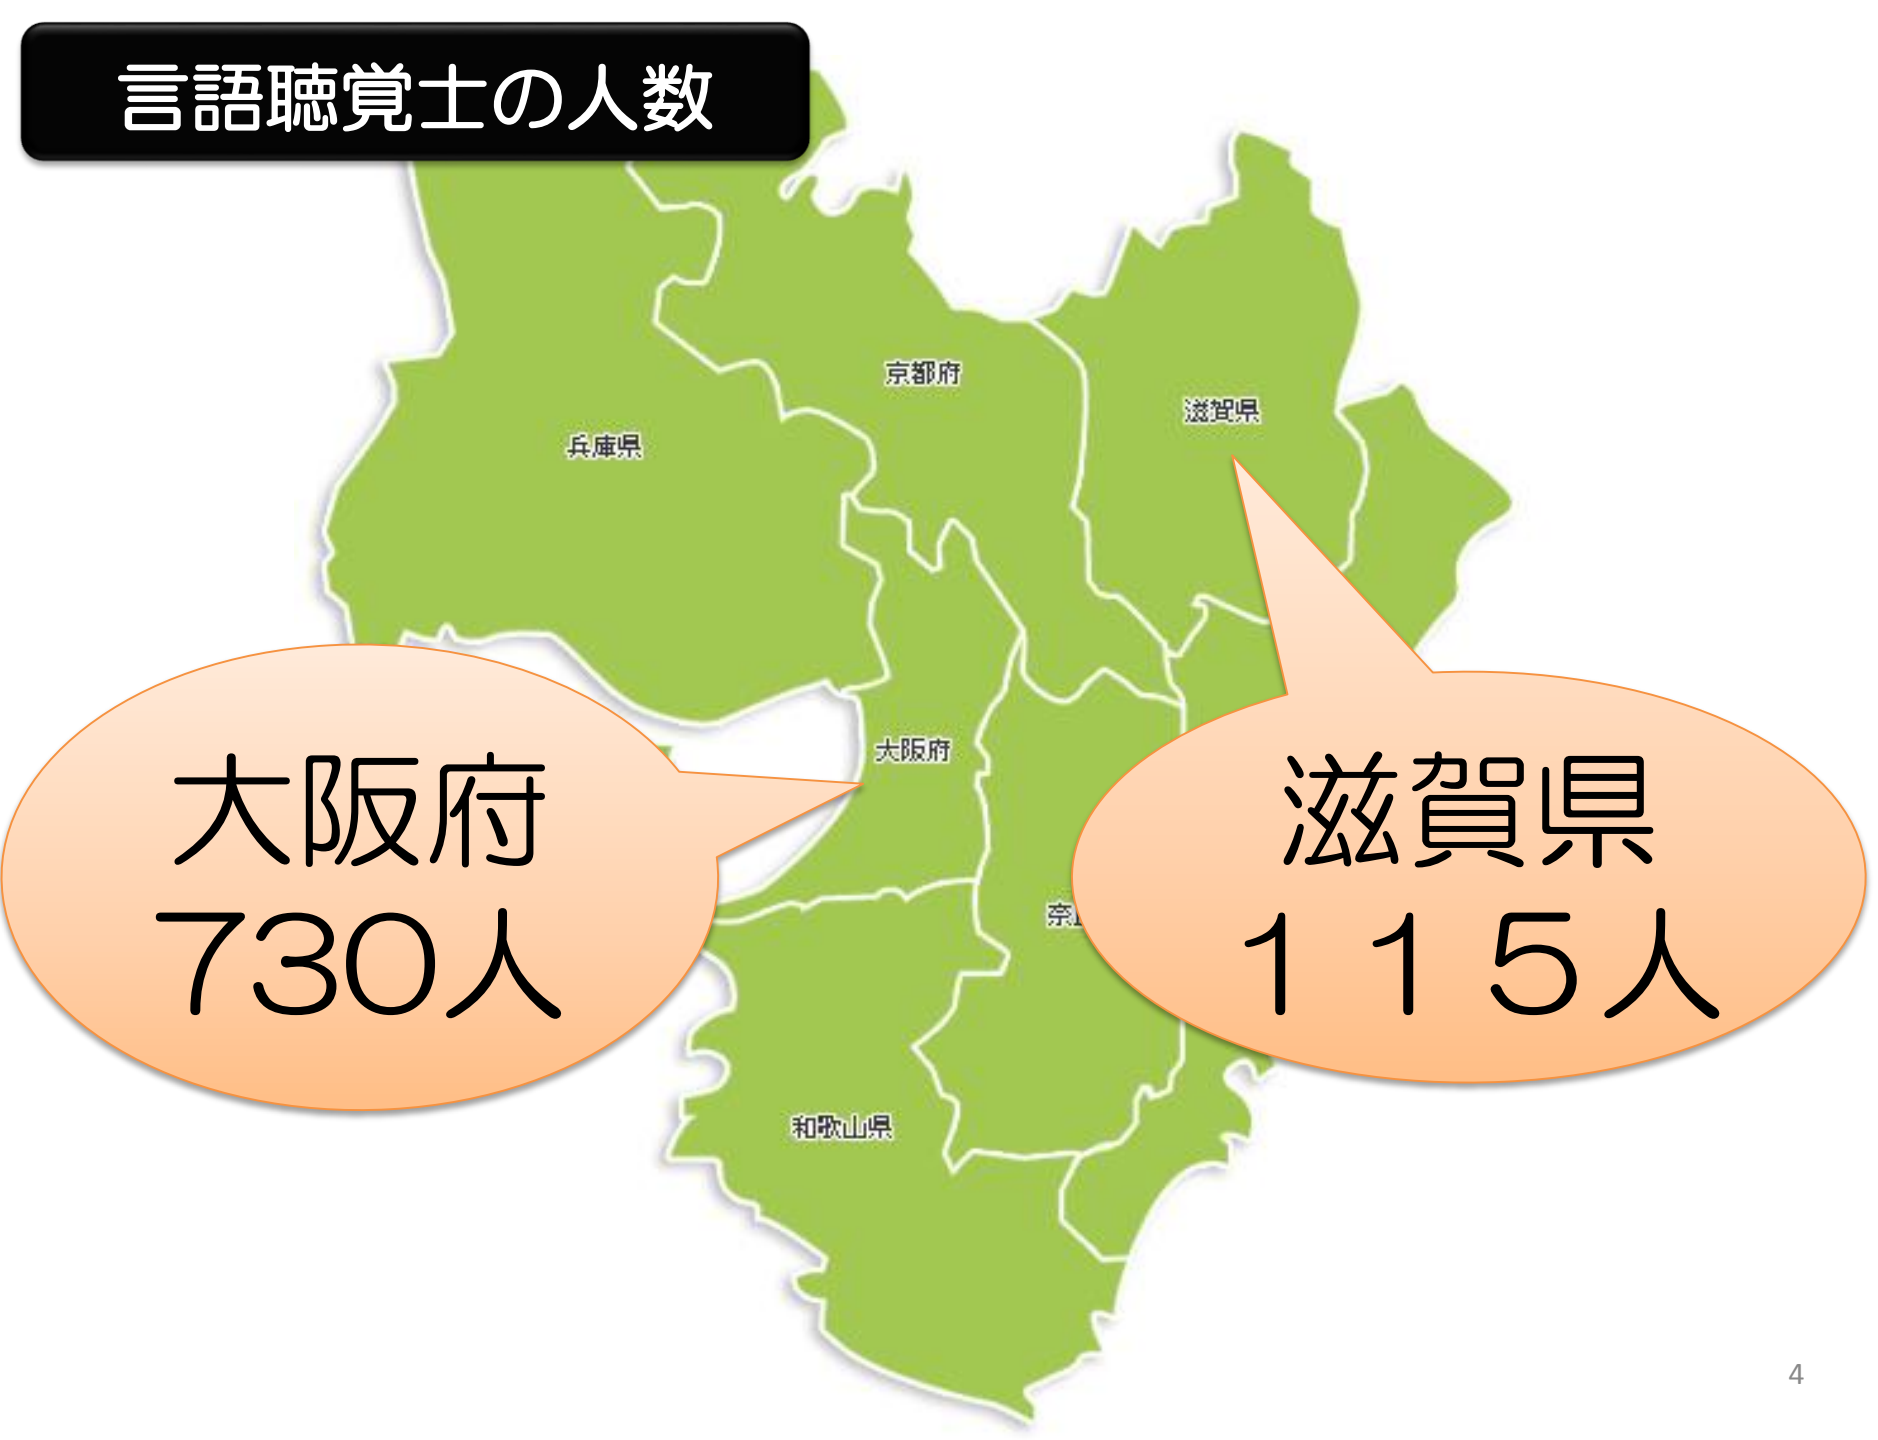 言語聴覚士の人数
京都府
滋賀県
兵庫県
大阪府
大阪府
730人
滋賀県
１１５人
和歌山県
4